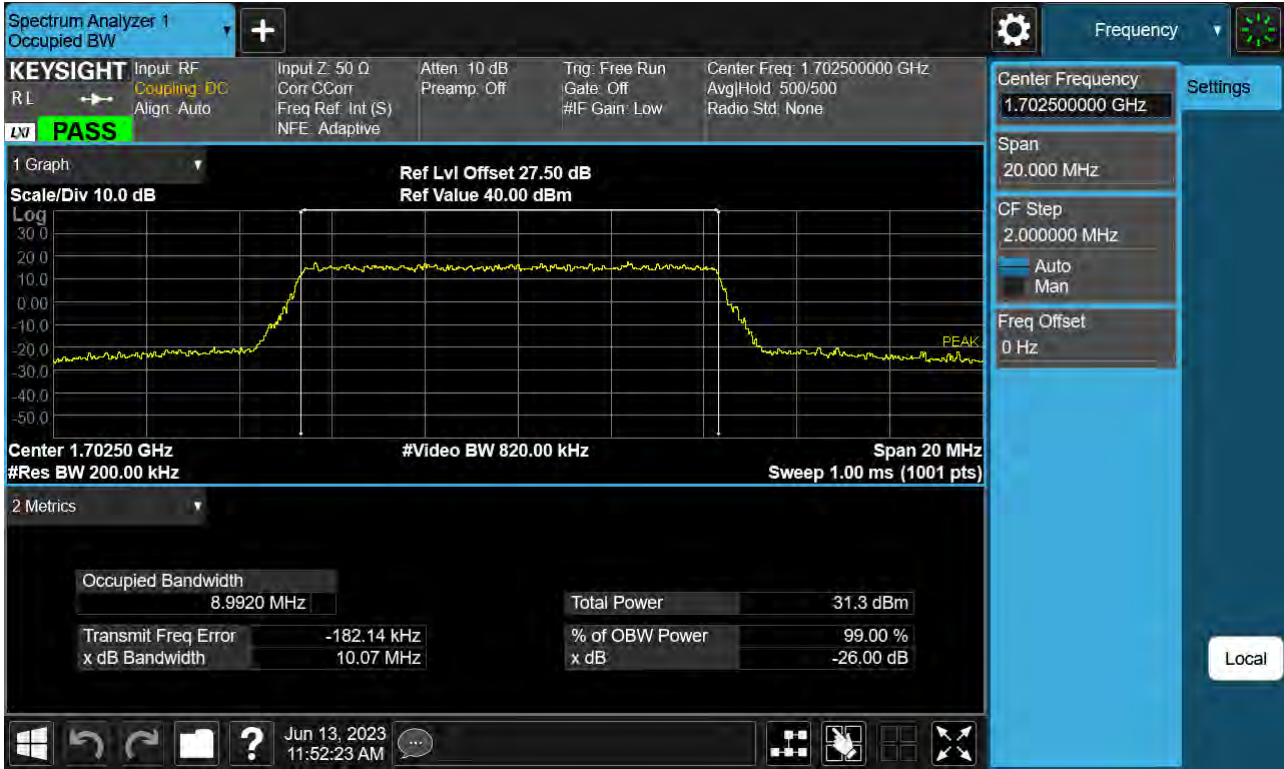 Spectrum Analyzer 1
Occupied BW
+
Frequency
KEYSIGHT
RL
LXI
PASS
Input: RF
Coupling: DC
Align: Auto
Input Z: 50 Ω
Corr CCorr
Freq Ref: Int (S)
NFE: Adaptive
Atten: 10 dB
Preamp: Off
Trig: Free Run
Gate: Off
#IF Gain: Low
Center Freq: 1.702500000 GHz
Avg|Hold: 500/500
Radio Std: None
Center Frequency
1.702500000 GHz
Settings
Span
20.000 MHz
CF Step
2.000000 MHz
Auto
Man
Freq Offset
0 Hz
1 Graph
Scale/Div 10.0 dB
Ref Lvl Offset 27.50 dB
Ref Value 40.00 dBm
Log
30.0
20.0
10.0
0.00
-10.0
-20.0
-30.0
-40.0
-50.0
PEAK
Center 1.70250 GHz
#Video BW 820.00 kHz
Span 20 MHz
#Res BW 200.00 kHz
Sweep 1.00 ms (1001 pts)
2 Metrics
Occupied Bandwidth
8.9920 MHz
Total Power 31.3 dBm
Transmit Freq Error -182.14 kHz
% of OBW Power 99.00 %
x dB Bandwidth 10.07 MHz
x dB -26.00 dB
Local
?
Jun 13, 2023
11:52:23 AM